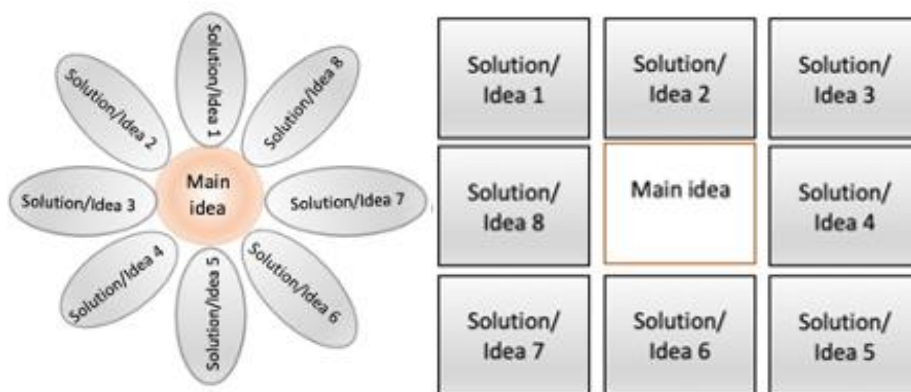 Solution/Idea 1
Solution/Idea 8
Solution/Idea 2
Main
idea
Solution/Idea 3
Solution/Idea 7
Solution/Idea 4
Solution/Idea 5
Solution/Idea 6
Solution/
Idea 1
Solution/
Idea 2
Solution/
Idea 3
Solution/
Idea 8
Main idea
Solution/
Idea 4
Solution/
Idea 7
Solution/
Idea 6
Solution/
Idea 5